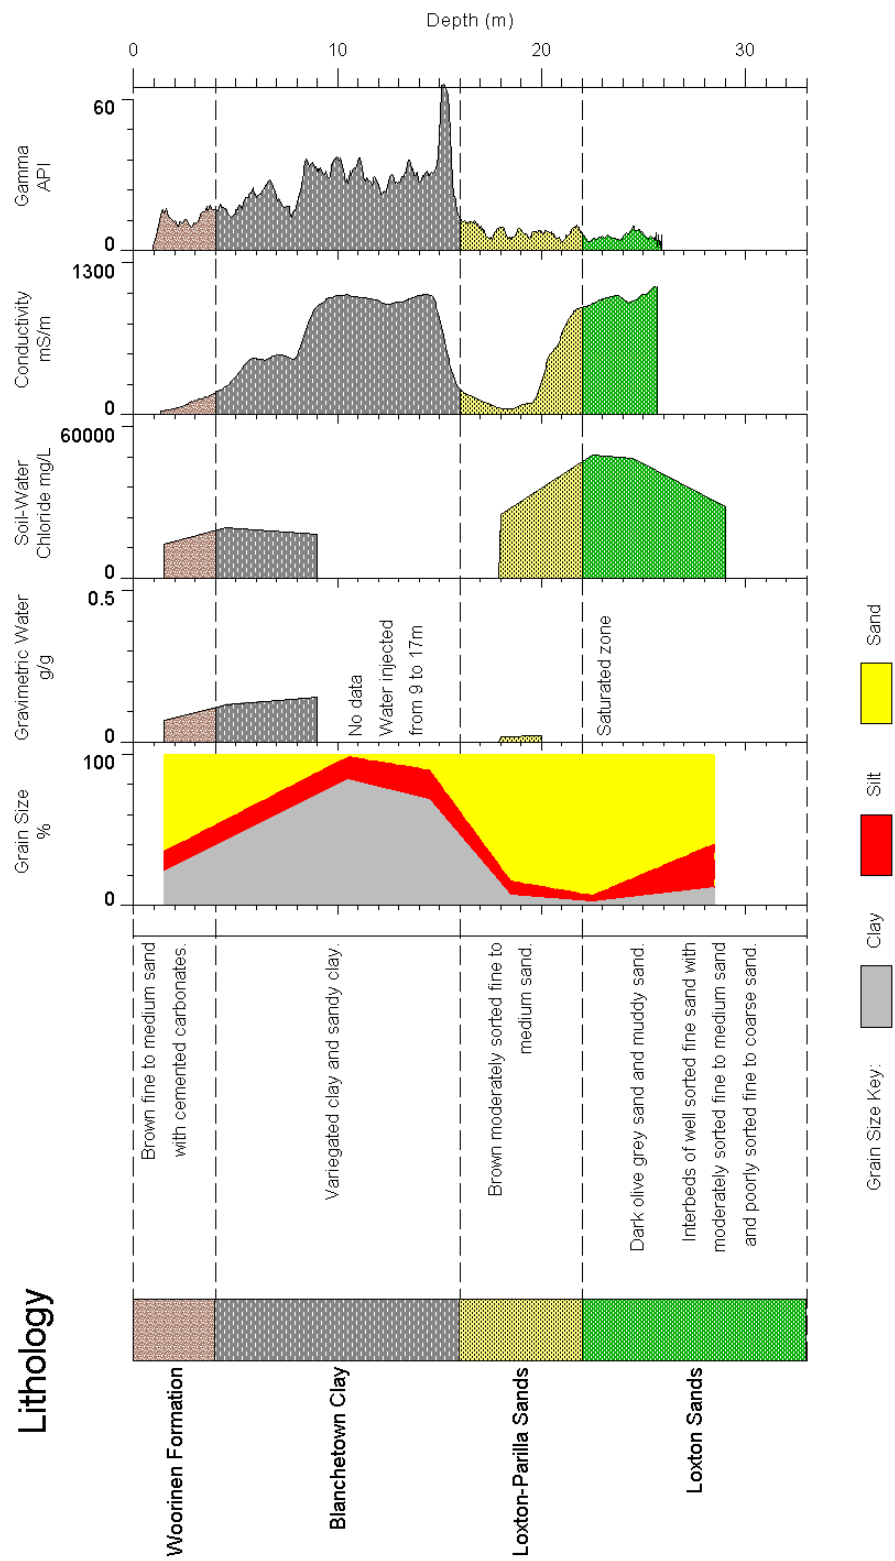 Lithology
Woorinen Formation
Blanchetown Clay
Loxton-Parilla Sands
Loxton Sands
Brown fine to medium sand
with cemented carbonates.
Variegated clay and sandy clay.
Brown moderately sorted fine to
medium sand.
Dark olive grey sand and muddy sand.
Interbeds of well sorted fine sand with
moderately sorted fine to medium sand
and poorly sorted fine to coarse sand.
Grain Size
%
100
0
Gravimetric Water
g/g
0.5
0
No data
Water injected
from 9 to 17m
Saturated zone
Soil-Water
Chloride mg/L
60000
0
Conductivity
mS/m
1300
0
Gamma
API
60
0
Depth (m)
0
10
20
30
Grain Size Key:
Clay
Silt
Sand